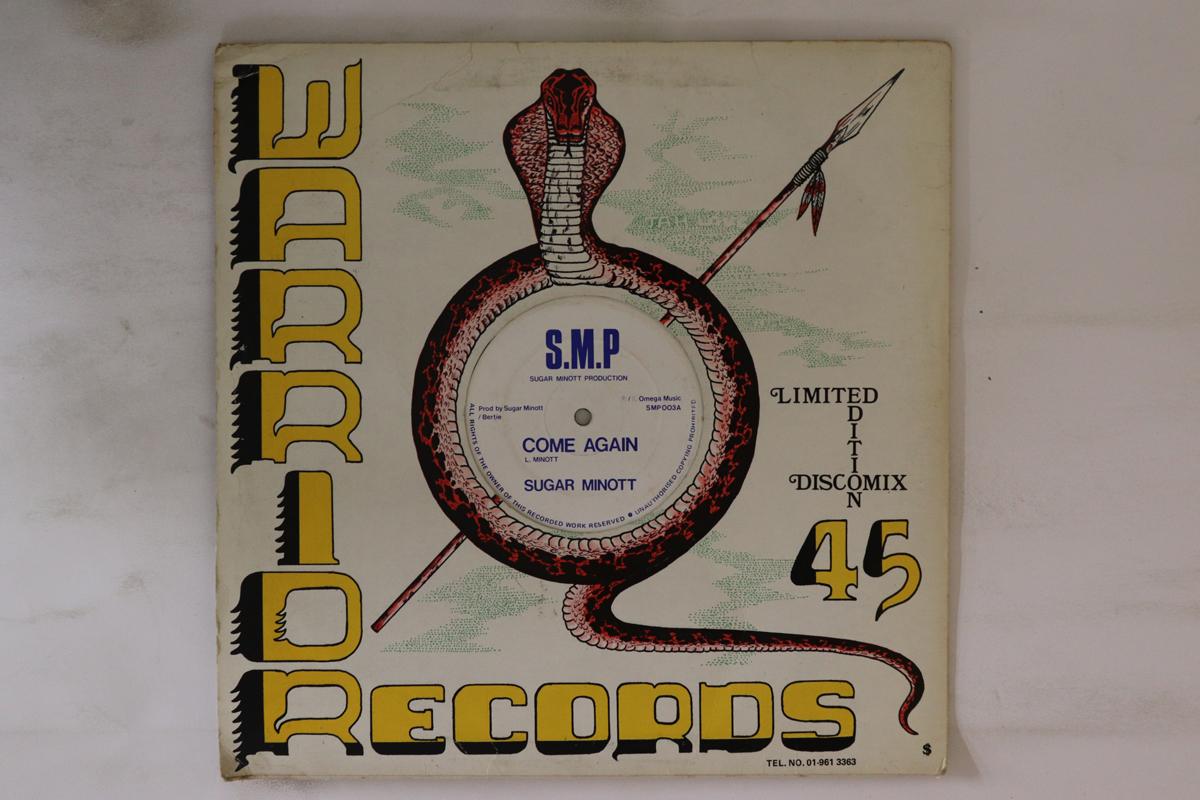 WARRIOR
RECORDS
S.M.P
SUGAR MINOTT PRODUCTION
Prod by Sugar Minott
/ Bertie
Omega Music
SMP003A
COME AGAIN
L. MINOTT
SUGAR MINOTT
ALL RIGHTS OF THE OWNER OF THIS RECORDED WORK RESERVED ● UNAUTHORISED COPYING PROHIBITED
LIMITED
EDITION
DISCOMIX
45
TEL. NO. 01-961 3363
$